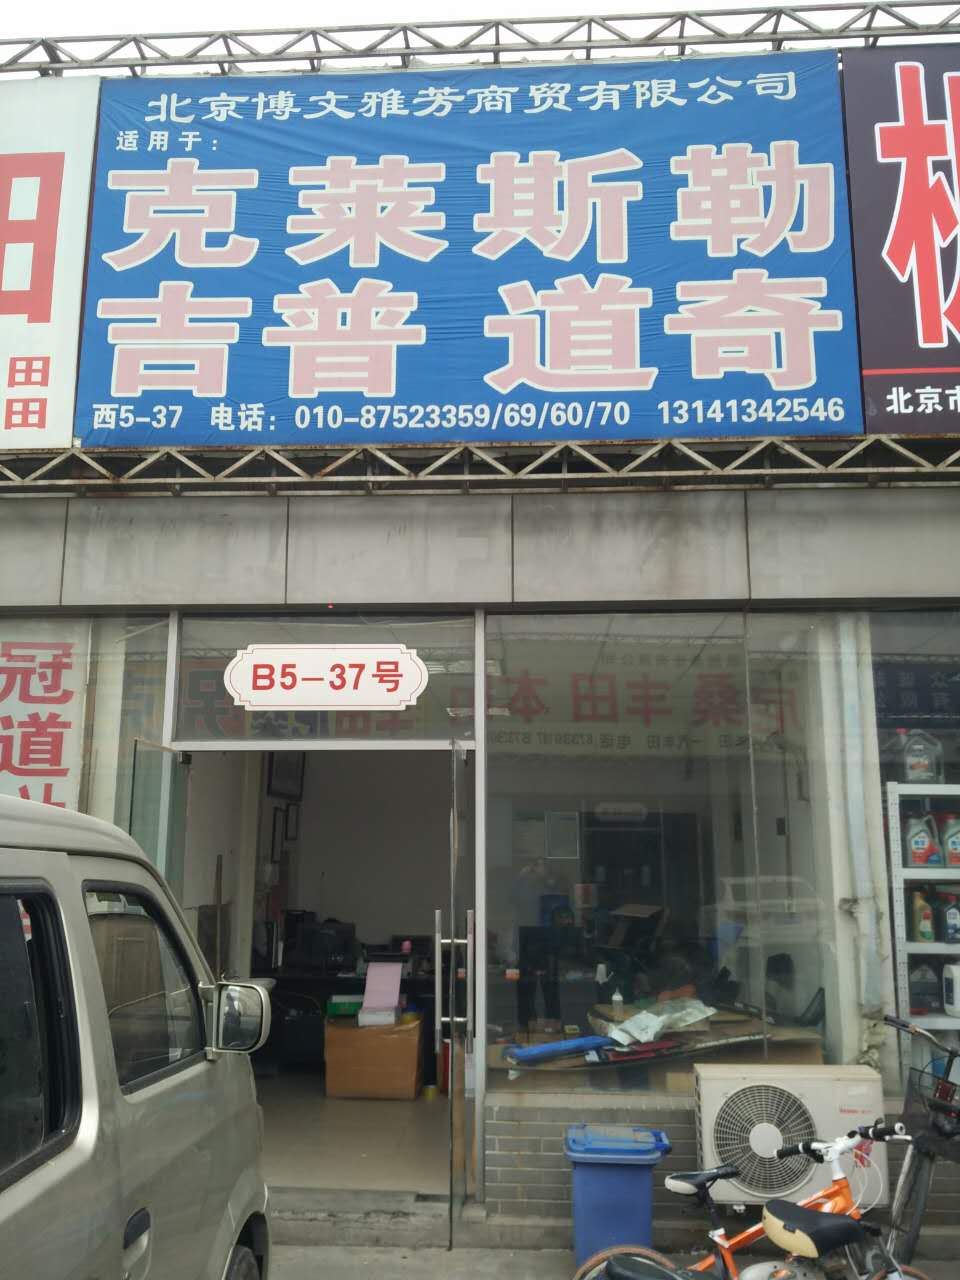 北京博文雅芳商贸有限公司
适用于：
克莱斯勒
吉普 道奇
西5-37 电话：010-87523359/69/60/70 13141342546
田
田
田
北京市
B5-37号
冠
道